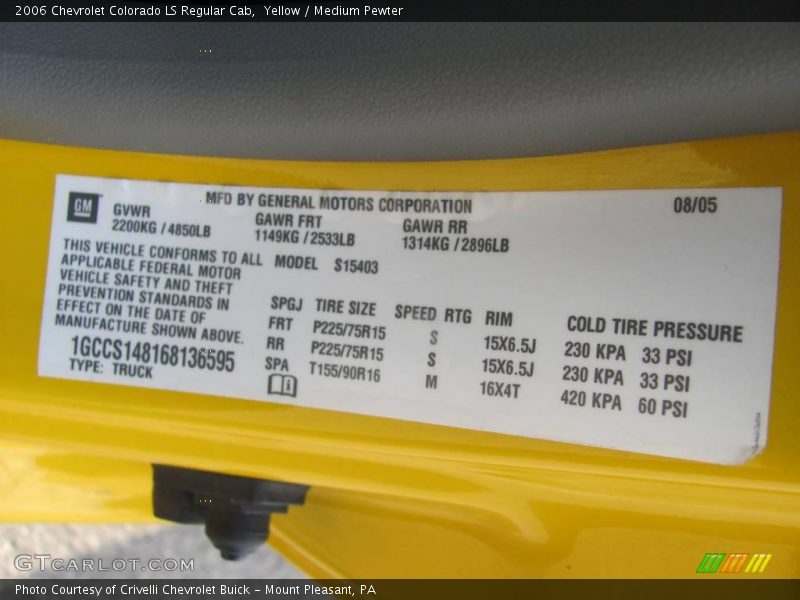 2006 Chevrolet Colorado LS Regular Cab,  Yellow / Medium Pewter
GM
MFD BY GENERAL MOTORS CORPORATION
08/05
GVWR
GAWR FRT
GAWR RR
2200KG / 4850LB
1149KG / 2533LB
1314KG / 2896LB
THIS VEHICLE CONFORMS TO ALL
APPLICABLE FEDERAL MOTOR
VEHICLE SAFETY AND THEFT
PREVENTION STANDARDS IN
EFFECT ON THE DATE OF
MANUFACTURE SHOWN ABOVE.
1GCCS148168136595
TYPE: TRUCK
MODEL S15403
SPGJ TIRE SIZE SPEED RTG RIM COLD TIRE PRESSURE
FRT P225/75R15 S 15X6.5J 230 KPA 33 PSI
RR P225/75R15 S 15X6.5J 230 KPA 33 PSI
SPA T155/90R16 M 16X4T 420 KPA 60 PSI
GTCARLOT.COM
Photo Courtesy of Crivelli Chevrolet Buick – Mount Pleasant, PA